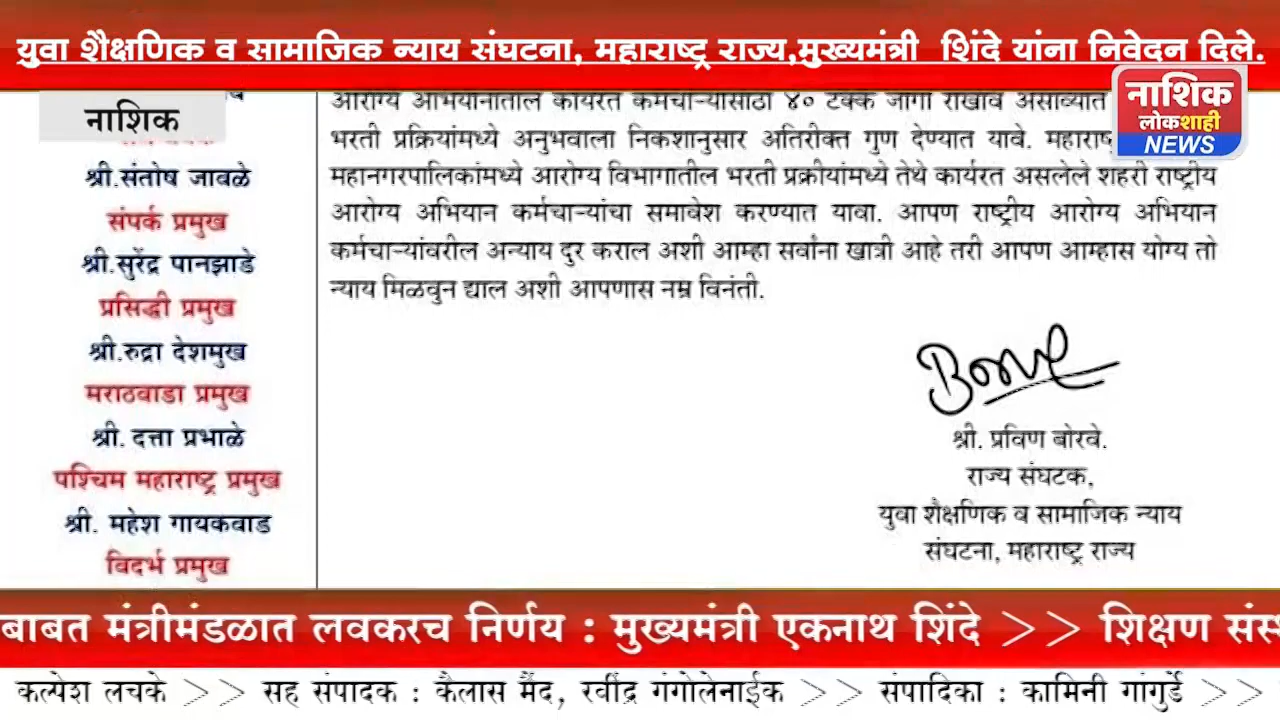 युवा शैक्षणिक व सामाजिक न्याय संघटना, महाराष्ट्र राज्य,मुख्यमंत्री शिंदे यांना निवेदन दिले.
नाशिक
लोकशाही
NEWS
नाशिक
श्री.संतोष जावळे
संपर्क प्रमुख
श्री.सुरेंद्र पानझाडे
प्रसिद्धी प्रमुख
श्री.रुद्रा देशमुख
मराठवाडा प्रमुख
श्री. दत्ता प्रभाळे
पश्चिम महाराष्ट्र प्रमुख
श्री. महेश गायकवाड
विदर्भ प्रमुख
आरोग्य अभियानातील कार्यरत कर्मचाऱ्यांसाठी ४० टक्के जागा राखीव असाव्यात
भरती प्रक्रियांमध्ये अनुभवाला निकशानुसार अतिरीक्त गुण देण्यात यावे.
महानगरपालिकांमध्ये आरोग्य विभागातील भरती प्रक्रीयांमध्ये तेथे कार्यरत असलेले शहरी राष्ट्रीय
आरोग्य अभियान कर्मचाऱ्यांचा समावेश करण्यात यावा. आपण राष्ट्रीय आरोग्य अभियान
कर्मचाऱ्यांवरील अन्याय दुर कराल अशी आम्हा सर्वांना खात्री आहे तरी आपण आम्हास योग्य तो
न्याय मिळवुन द्याल अशी आपणास नम्र विनंती.
श्री. प्रविण बोरवे.
राज्य संघटक,
युवा शैक्षणिक व सामाजिक न्याय
संघटना, महाराष्ट्र राज्य
बाबत मंत्रीमंडळात लवकरच निर्णय : मुख्यमंत्री एकनाथ शिंदे >> शिक्षण
कल्पेश लचके >> सह संपादक : कैलास मैंद, रवींद्र गंगोलेनाईक >> संपादिका : कामिनी गांगुर्डे >>